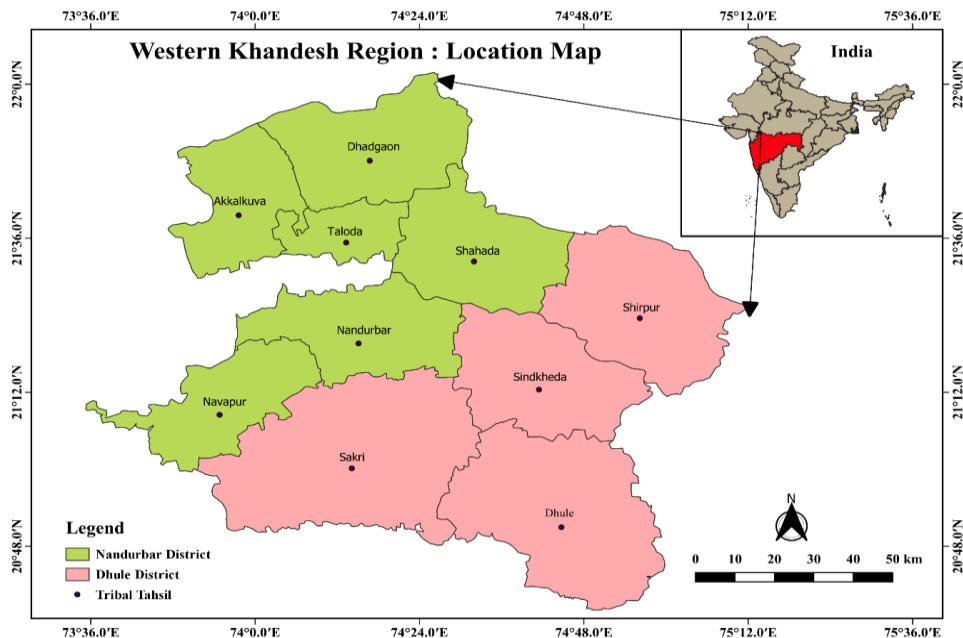 73°36.0'E 74°0.0'E 74°24.0'E 74°48.0'E 75°12.0'E 75°36.0'E
Western Khandesh Region : Location Map
India
22°0.0'N
22°0.0'N
Dhadgaon
Akkalkuva
Taloda
21°36.0'N
21°36.0'N
Shahada
Shirpur
Nandurbar
Sindkheda
21°12.0'N
21°12.0'N
Navapur
Sakri
Dhule
N
Legend
Nandurbar District
Dhule District
Tribal Tahsil
20°48.0'N
20°48.0'N
0 10 20 30 40 50 km
73°36.0'E 74°0.0'E 74°24.0'E 74°48.0'E 75°12.0'E 75°36.0'E